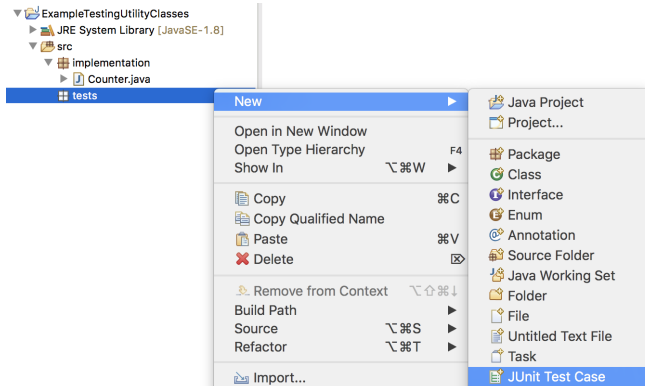 ExampleTestingUtilityClasses
JRE System Library [JavaSE-1.8]
src
implementation
Counter.java
tests
New
Open in New Window
Open Type Hierarchy F4
Show In ⌥⌘W
Copy ⌘C
Copy Qualified Name
Paste ⌘V
Delete ⌦
Remove from Context ⌥⇧⌘↓
Build Path
Source ⌥⌘S
Refactor ⌥⌘T
Import...
Java Project
Project...
Package
Class
Interface
Enum
Annotation
Source Folder
Java Working Set
Folder
File
Untitled Text File
Task
JUnit Test Case